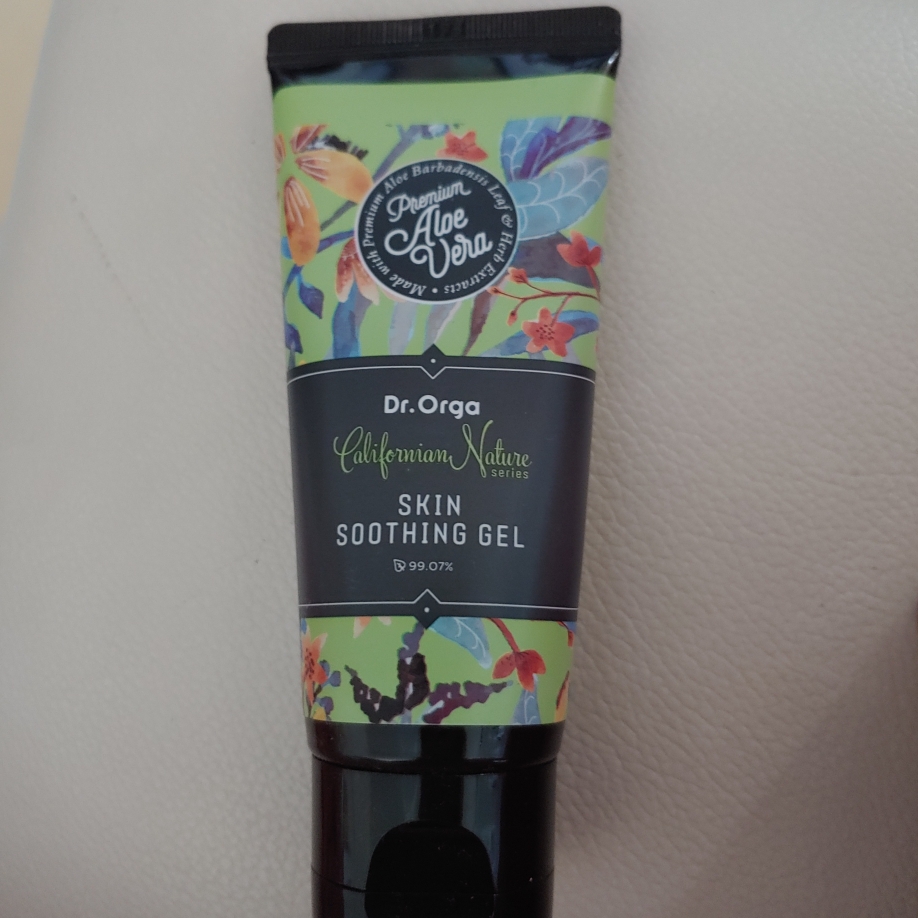 Made with Premium Aloe Barbadensis Leaf & Herb Extracts •
Premium
Aloe
Vera
Dr.Orga
Californian Nature
series
SKIN
SOOTHING GEL
99.07%